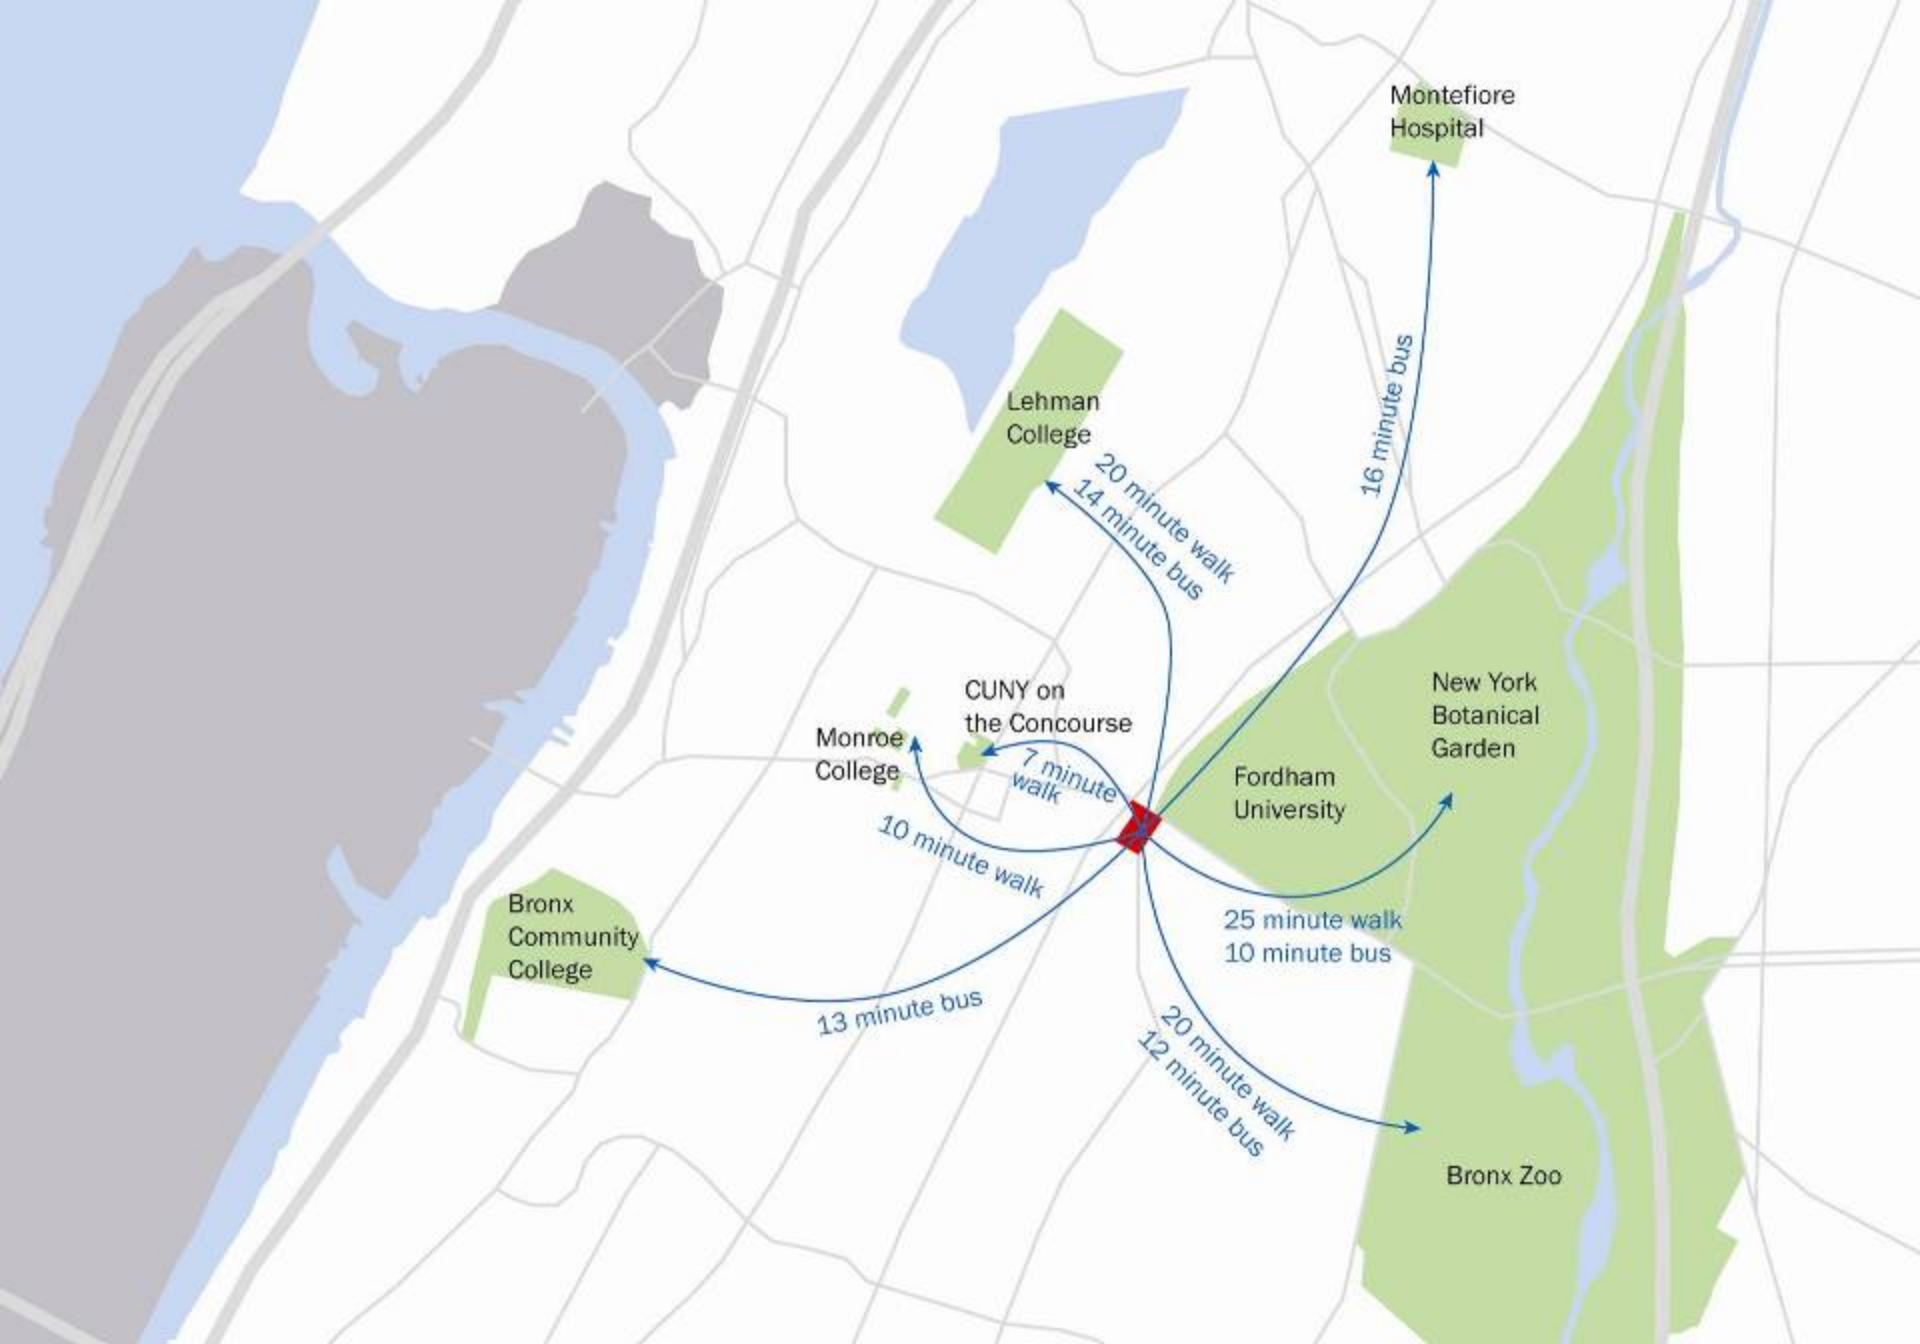 Montefiore
Hospital
16 minute bus
Lehman
College
20 minute walk
14 minute bus
CUNY on
the Concourse
7 minute
walk
Monroe
College
10 minute walk
New York
Botanical
Garden
Fordham
University
25 minute walk
10 minute bus
Bronx
Community
College
13 minute bus
20 minute walk
12 minute bus
Bronx Zoo